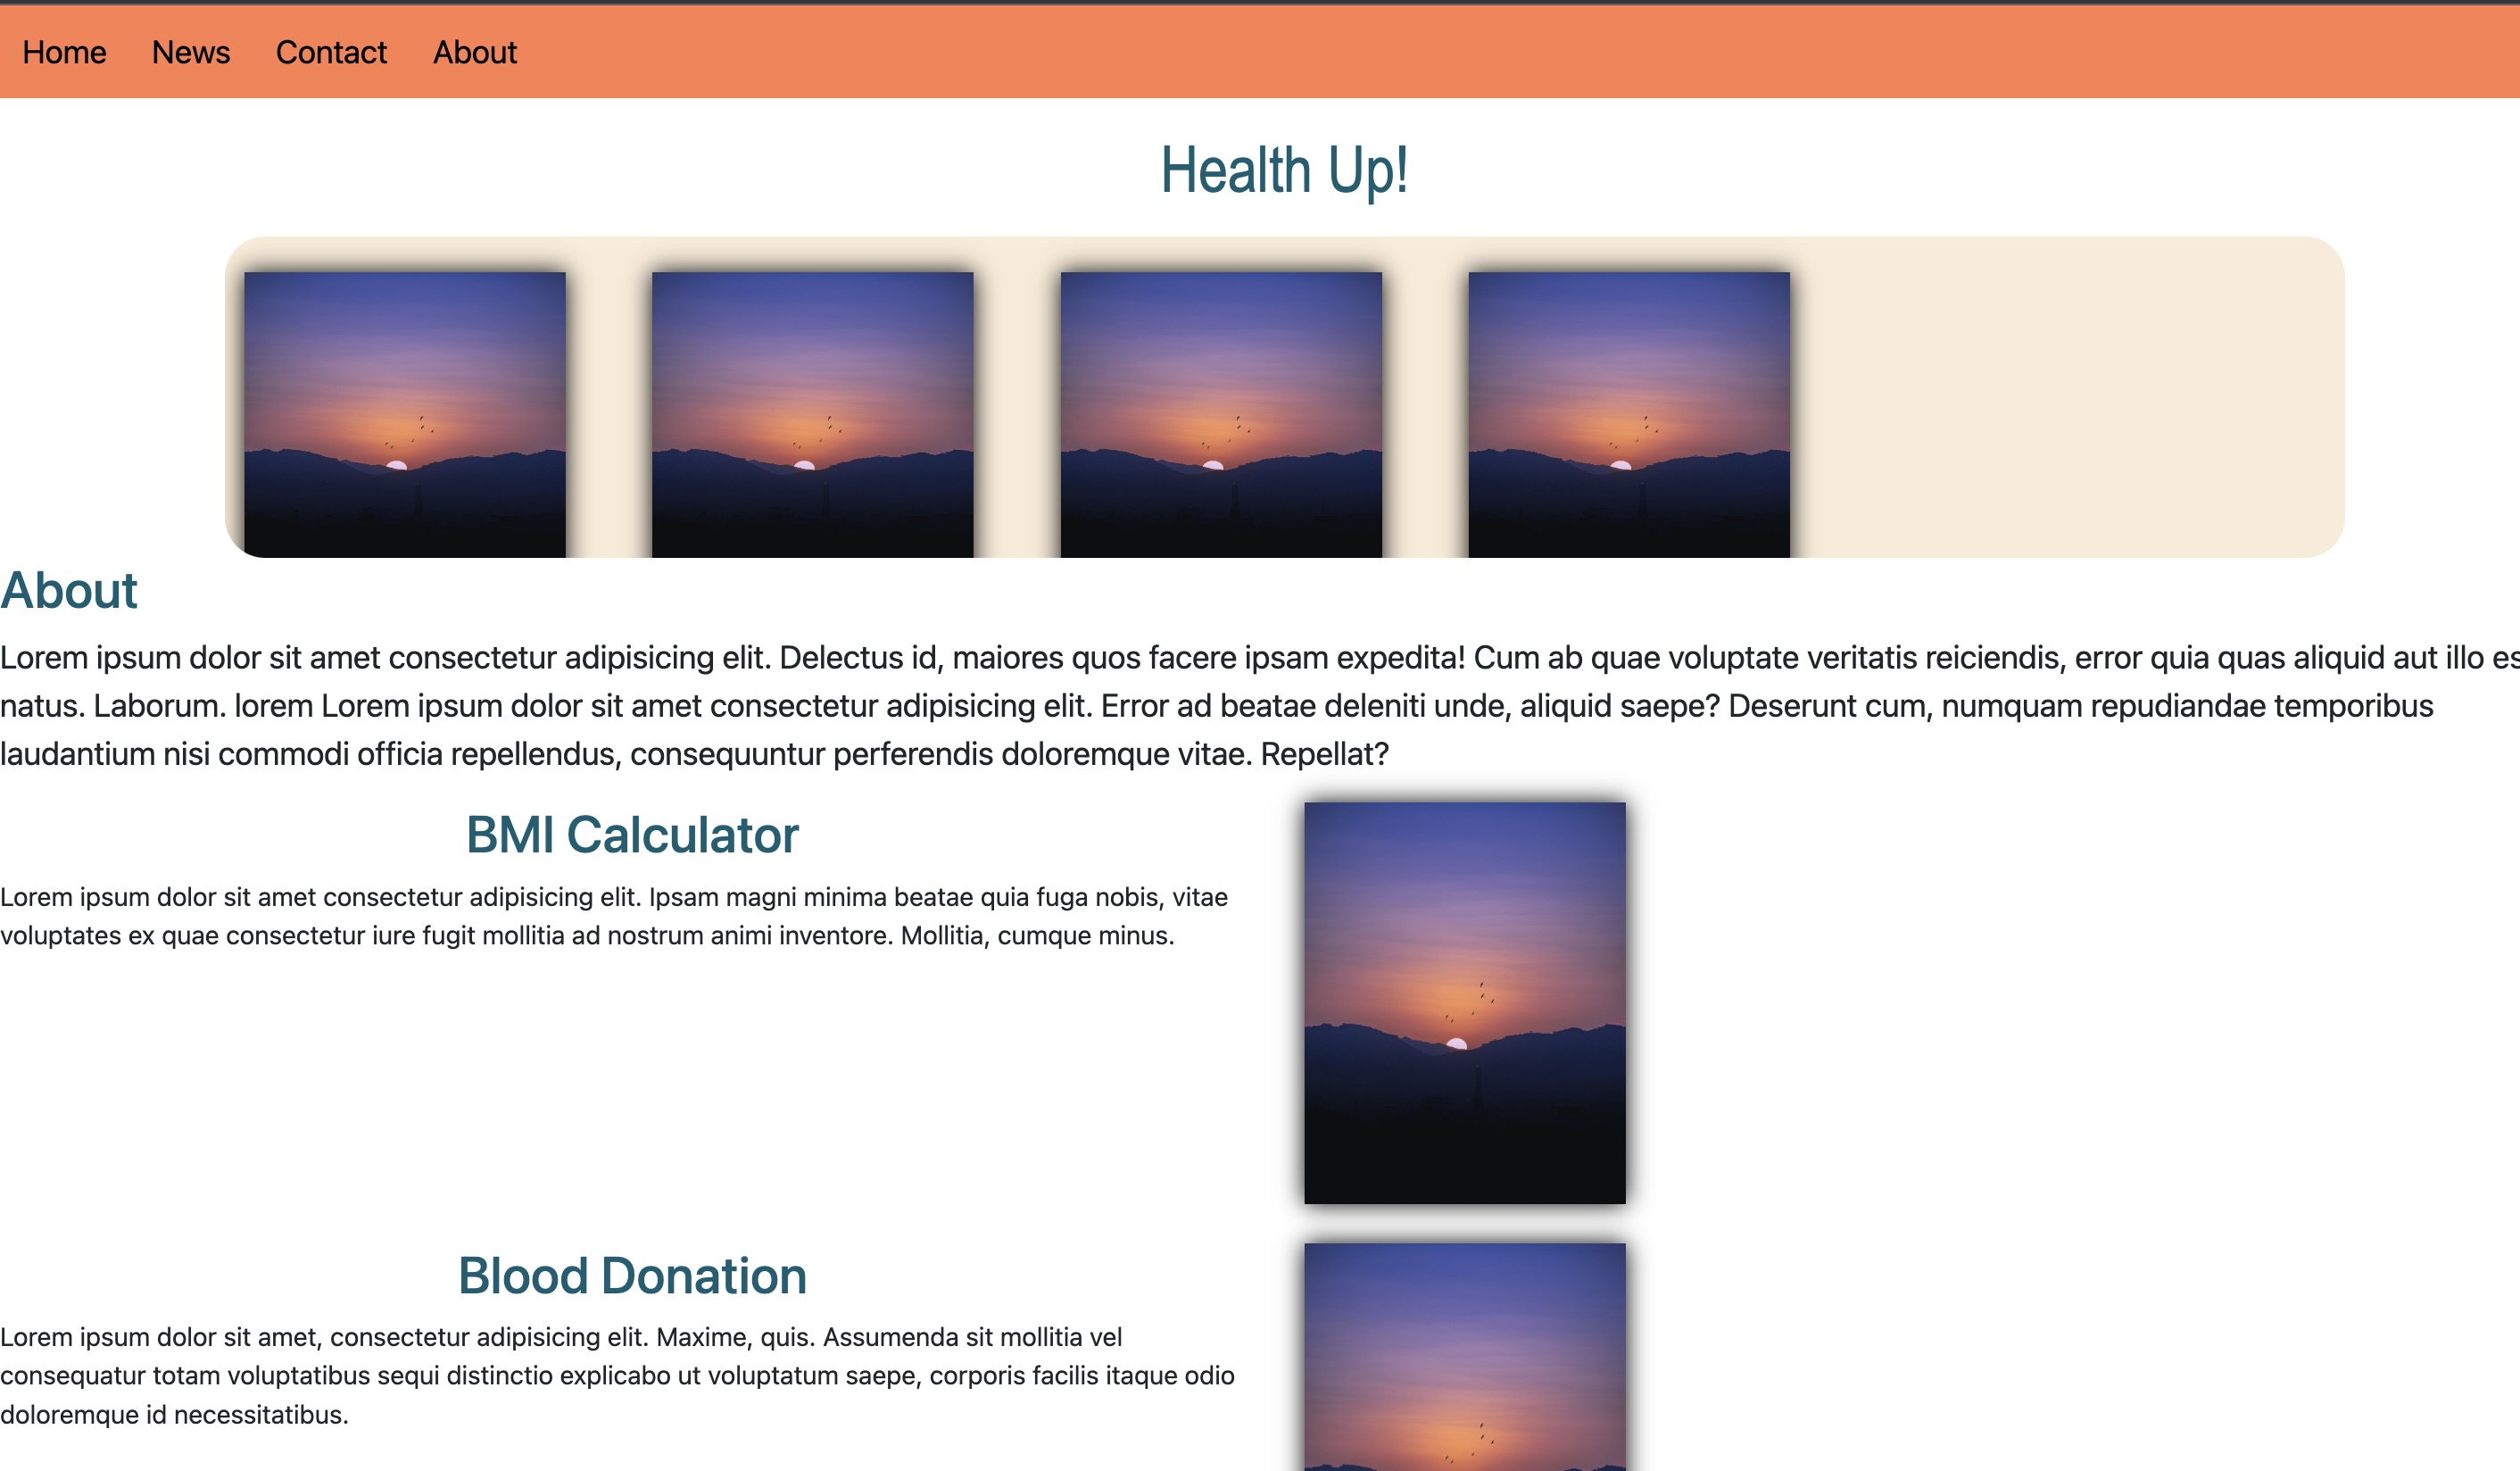 Home News Contact About
Health Up!
About
Lorem ipsum dolor sit amet consectetur adipisicing elit. Delectus id, maiores quos facere ipsam expedita! Cum ab quae voluptate veritatis reiciendis, error quia quas aliquid aut illo
natus. Laborum. lorem Lorem ipsum dolor sit amet consectetur adipisicing elit. Error ad beatae deleniti unde, aliquid saepe? Deserunt cum, numquam repudiandae temporibus
laudantium nisi commodi officia repellendus, consequuntur perferendis doloremque vitae. Repellat?
BMI Calculator
Lorem ipsum dolor sit amet consectetur adipisicing elit. Ipsam magni minima beatae quia fuga nobis, vitae
voluptates ex quae consectetur iure fugit mollitia ad nostrum animi inventore. Mollitia, cumque minus.
Blood Donation
Lorem ipsum dolor sit amet, consectetur adipisicing elit. Maxime, quis. Assumenda sit mollitia vel
consequatur totam voluptatibus sequi distinctio explicabo ut voluptatum saepe, corporis facilis itaque odio
doloremque id necessitatibus.